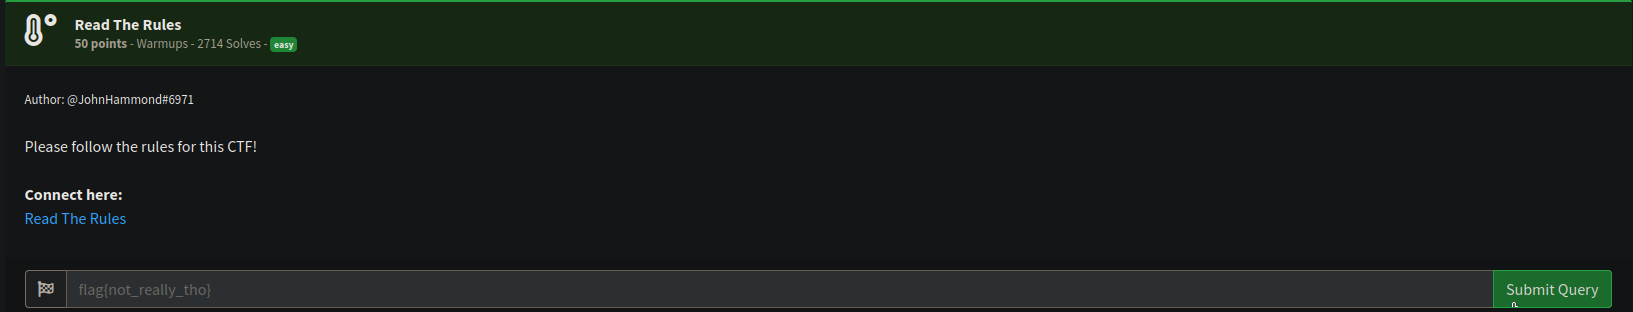 Read The Rules
50 points - Warmups - 2714 Solves - easy
Author: @JohnHammond#6971
Please follow the rules for this CTF!
Connect here:
Read The Rules
flag{not_really_tho}
Submit Query